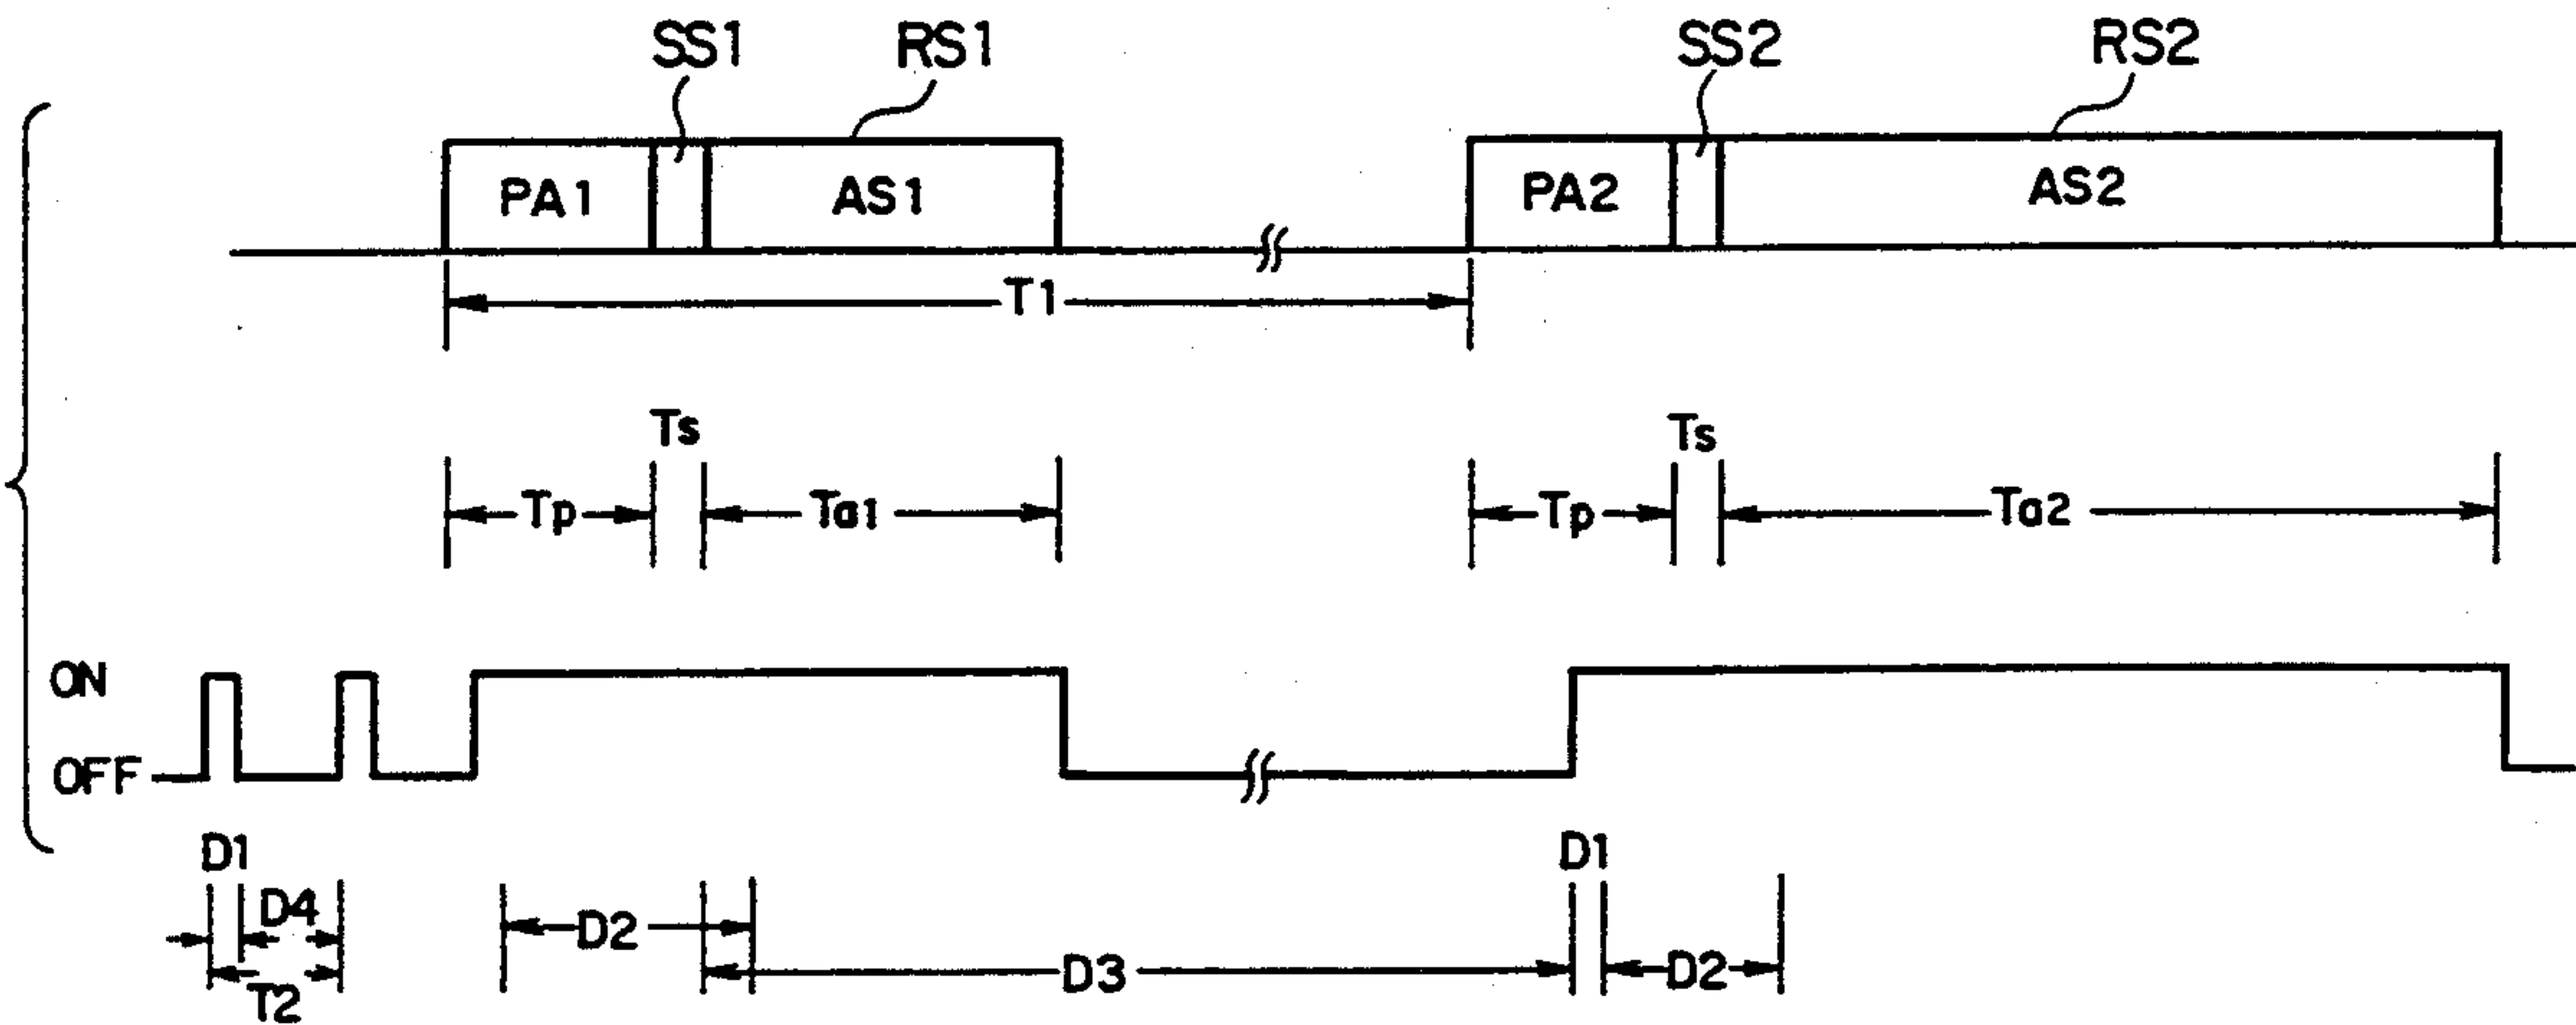 SS1 RS1 SS2 RS2
PA1 AS1 PA2 AS2
T1
Ts Ts
Tp Ta1 Tp Ta2
ON
OFF
D1 D1
D4 D2 D3 D2
T2